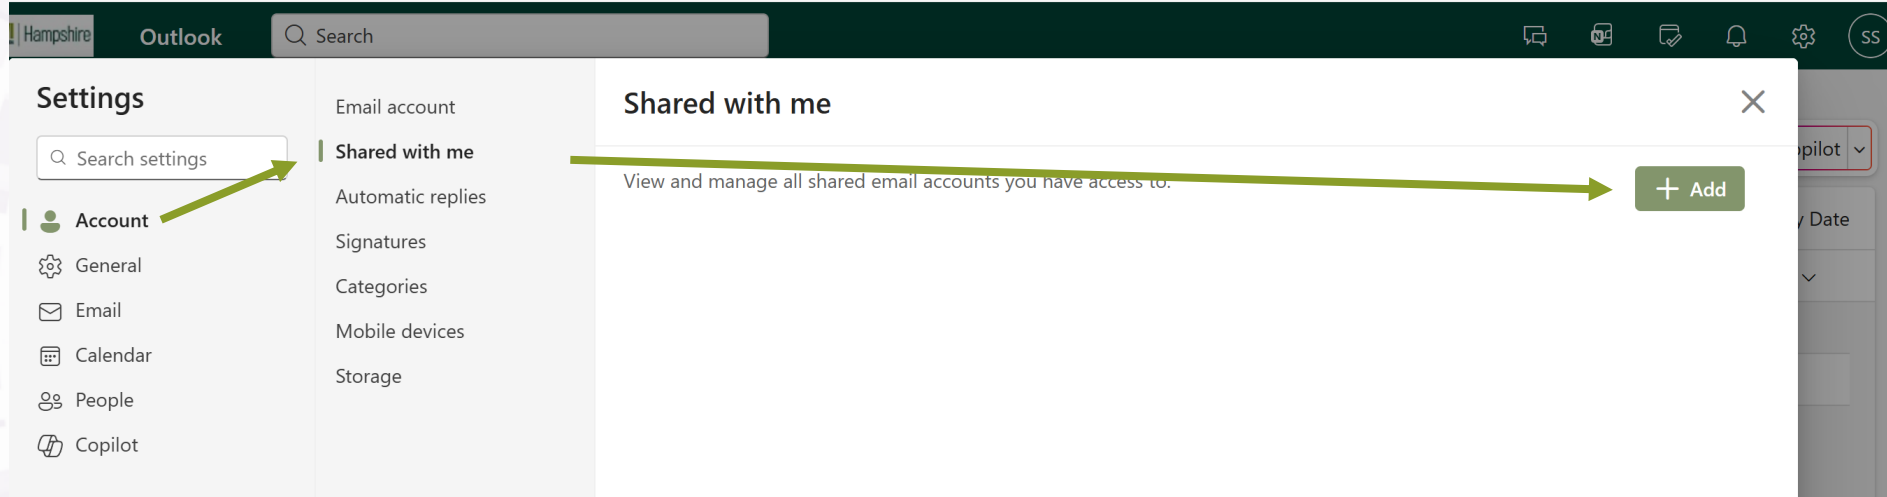 Hampshire
Outlook
Search
SS
Settings
Search settings
Account
General
Email
Calendar
People
Copilot
Email account
Shared with me
Automatic replies
Signatures
Categories
Mobile devices
Storage
Shared with me
View and manage all shared email accounts you have access to.
Add
pilot
Date